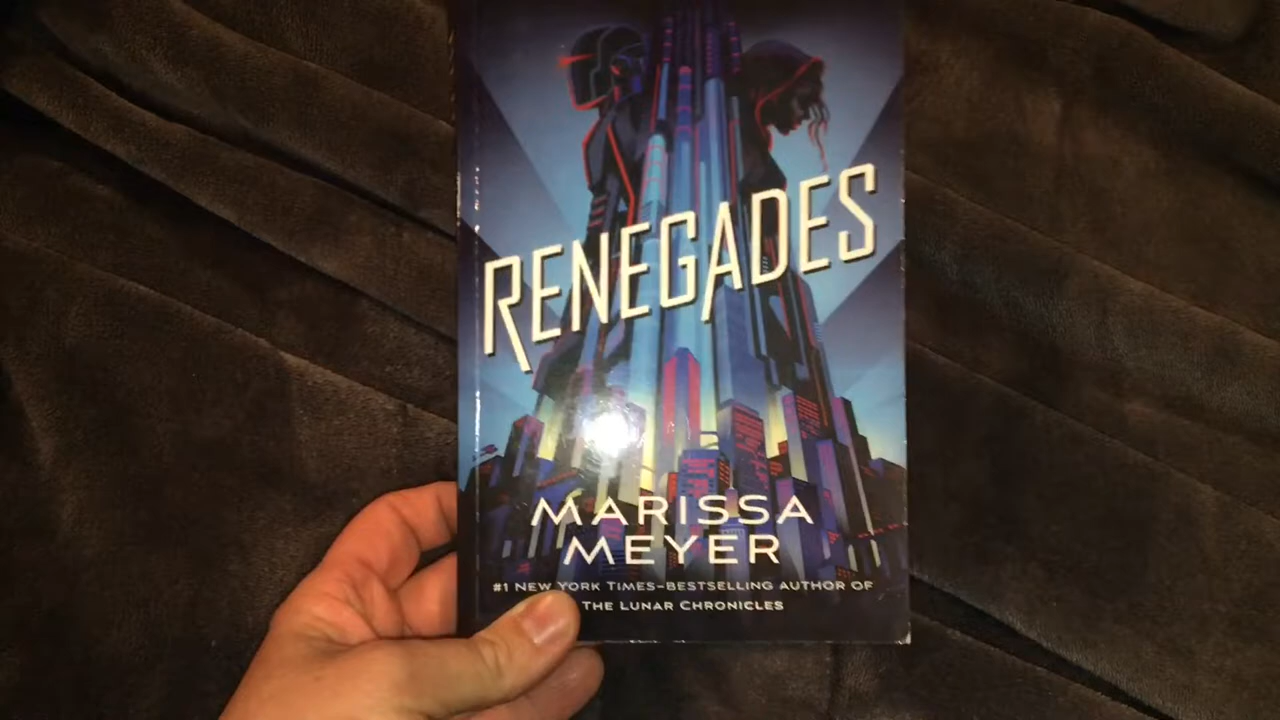 RENEGADES
MARISSA
MEYER
#1 NEW YORK TIMES–BESTSELLING AUTHOR OF
THE LUNAR CHRONICLES